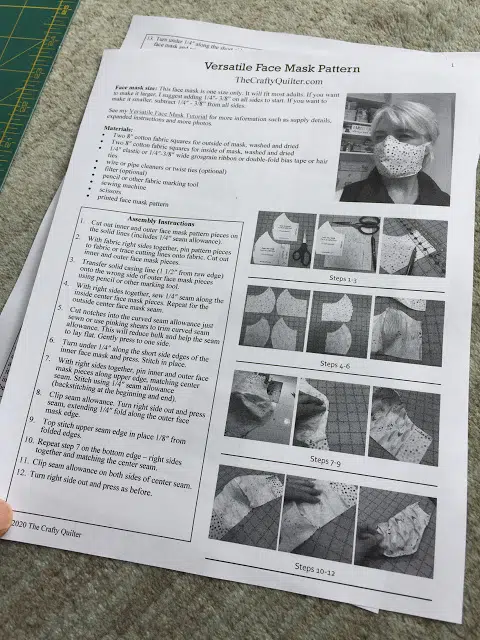 13. Turn under 1/4" along the short
face mask and
1
Versatile Face Mask Pattern
TheCraftyQuilter.com
Face mask size: This face mask is one size only. It will fit most adults. If you want
to make it larger, I suggest adding 1/4"- 3/8" on all sides to start. If you want to
make it smaller, subtract 1/4" - 3/8" from all sides.
See my Versatile Face Mask Tutorial for more information such as supply details,
expanded instructions and more photos.
Materials:
• Two 8" cotton fabric squares for outside of mask, washed and dried
• Two 8" cotton fabric squares for inside of mask, washed and dried
• 1/4" elastic or 1/4"-3/8" wide grosgrain ribbon or double-fold bias tape or hair
ties
• wire or pipe cleaners or twist ties (optional)
• filter (optional)
• pencil or other fabric marking tool
• sewing machine
• scissors
• printed face mask pattern
Assembly Instructions
1. Cut out inner and outer face mask pattern pieces on
the solid lines (includes 1/4" seam allowance).
2. With fabric right sides together, pin pattern pieces
to fabric or trace cutting lines onto fabric. Cut out
inner and outer face mask pieces.
3. Transfer solid casing line (1 1/2" from raw edge)
onto the wrong side of outer face mask pieces
using pencil or other marking tool.
4. With right sides together, sew 1/4" seam along the
inside center face mask pieces. Repeat for the
outside center face mask seam.
5. Cut notches into the curved seam allowance just
sewn or use pinking shears to trim curved seam
allowance. This will reduce bulk and help the seam
to lay flat. Gently press to one side.
6. Turn under 1/4" along the short side edges of the
inner face mask and press. Stitch in place.
7. With right sides together, pin inner and outer face
mask pieces along upper edge, matching center
seam. Stitch using 1/4" seam allowance
(backstitching at the beginning and end).
8. Clip seam allowance. Turn right side out and press
seam, extending 1/4" fold along the outer face
mask edge.
9. Top stitch upper seam edge in place 1/8" from
folded edges.
10. Repeat step 7 on the bottom edge – right sides
together and matching the center seam.
11. Clip seam allowance on both sides of center seam.
12. Turn right side out and press as before.
Steps 1-3
Steps 4-6
Steps 7-9
Steps 10-12
2020 The Crafty Quilter